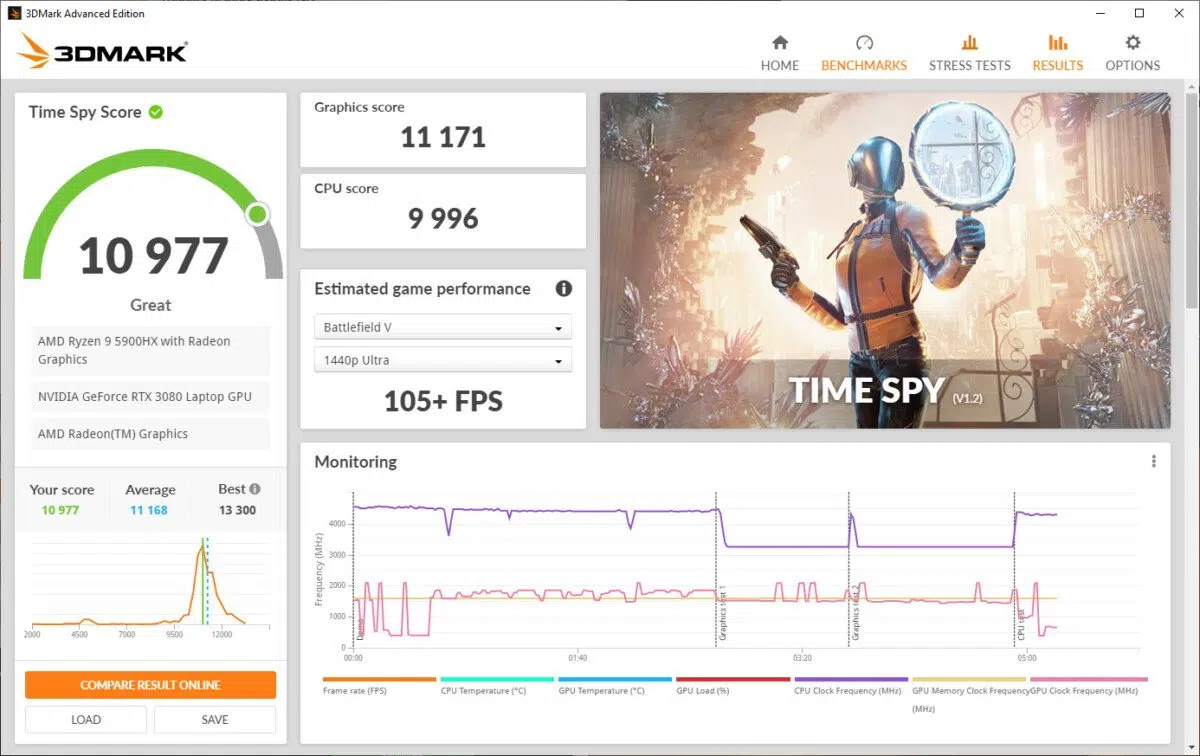 3DMark Advanced Edition
3DMARK
HOME
BENCHMARKS
STRESS TESTS
RESULTS
OPTIONS
Time Spy Score
10 977
Great
AMD Ryzen 9 5900HX with Radeon
Graphics
NVIDIA GeForce RTX 3080 Laptop GPU
AMD Radeon(TM) Graphics
Your score
10 977
Average
11 168
Best
13 300
2000 4500 7000 9500 12000
COMPARE RESULT ONLINE
LOAD
SAVE
Graphics score
11 171
CPU score
9 996
Estimated game performance
Battlefield V
1440p Ultra
105+ FPS
TIME SPY (V1.2)
Monitoring
Frequency (MHz)
4000
3000
2000
1000
0
Demo
Graphics test 1
Graphics test 2
CPU test
00:00 01:40 03:20 05:00
Frame rate (FPS)
CPU Temperature (°C)
GPU Temperature (°C)
GPU Load (%)
CPU Clock Frequency (MHz)
GPU Memory Clock Frequency
(MHz)
GPU Clock Frequency (MHz)